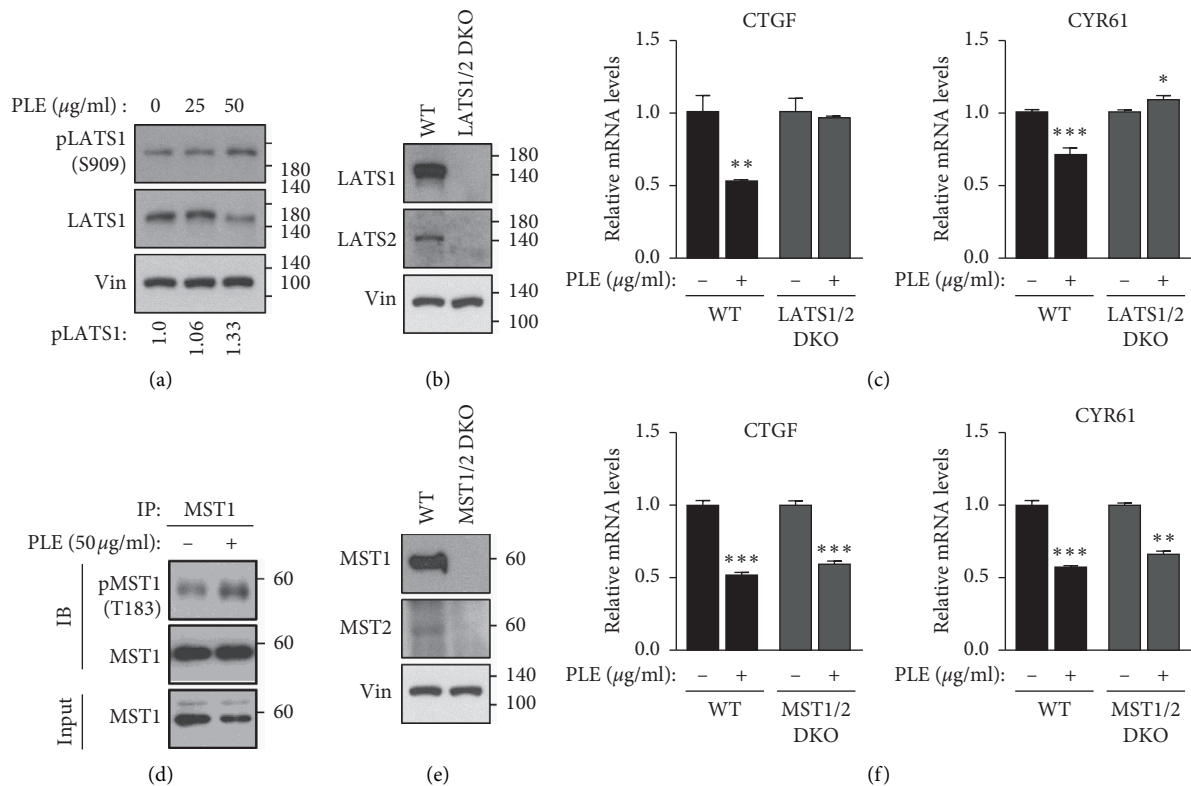 PLE (μg/ml) : 0 25 50
pLATS1
(S909)
180
140
LATS1
180
140
Vin
140
100
pLATS1: 1.0 1.06 1.33
(a)
WT LATS1/2 DKO
LATS1
180
140
LATS2
180
140
Vin
140
100
(b)
CTGF
Relative mRNA levels
1.5
1.0
0.5
0.0
**
PLE (μg/ml): – + – +
WT LATS1/2
DKO
CYR61
Relative mRNA levels
1.5
1.0
0.5
0.0
***
*
PLE (μg/ml): – + – +
WT LATS1/2
DKO
(c)
IP: MST1
PLE (50 μg/ml): – +
IB
pMST1
(T183)
60
MST1
60
Input
MST1
60
(d)
WT MST1/2 DKO
MST1
60
MST2
60
Vin
140
100
(e)
CTGF
Relative mRNA levels
1.5
1.0
0.5
0.0
*** ***
PLE (μg/ml): – + – +
WT MST1/2
DKO
CYR61
Relative mRNA levels
1.5
1.0
0.5
0.0
*** **
PLE (μg/ml): – + – +
WT MST1/2
DKO
(f)